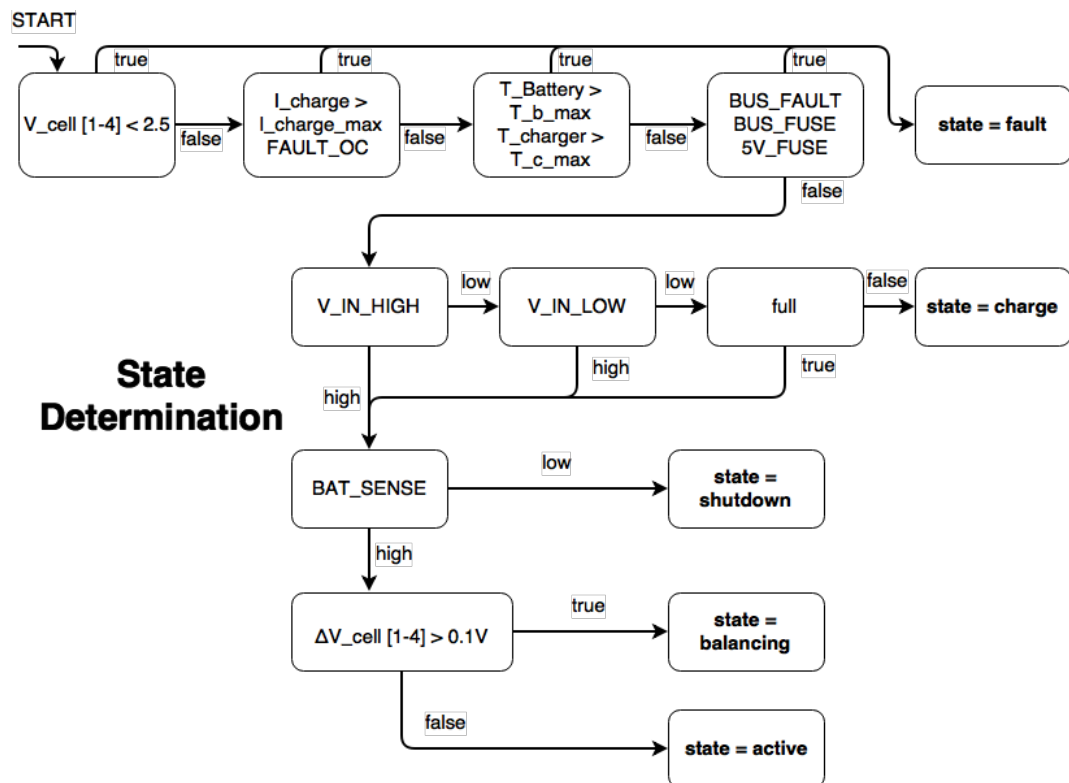 START
true
true
true
true
V_cell [1-4] < 2.5
false
I_charge >
I_charge_max
FAULT_OC
false
T_Battery >
T_b_max
T_charger >
T_c_max
false
BUS_FAULT
BUS_FUSE
5V_FUSE
state = fault
false
V_IN_HIGH
low
V_IN_LOW
low
full
false
state = charge
high
high
true
State
Determination
BAT_SENSE
low
state =
shutdown
high
ΔV_cell [1-4] > 0.1V
true
state =
balancing
false
state = active